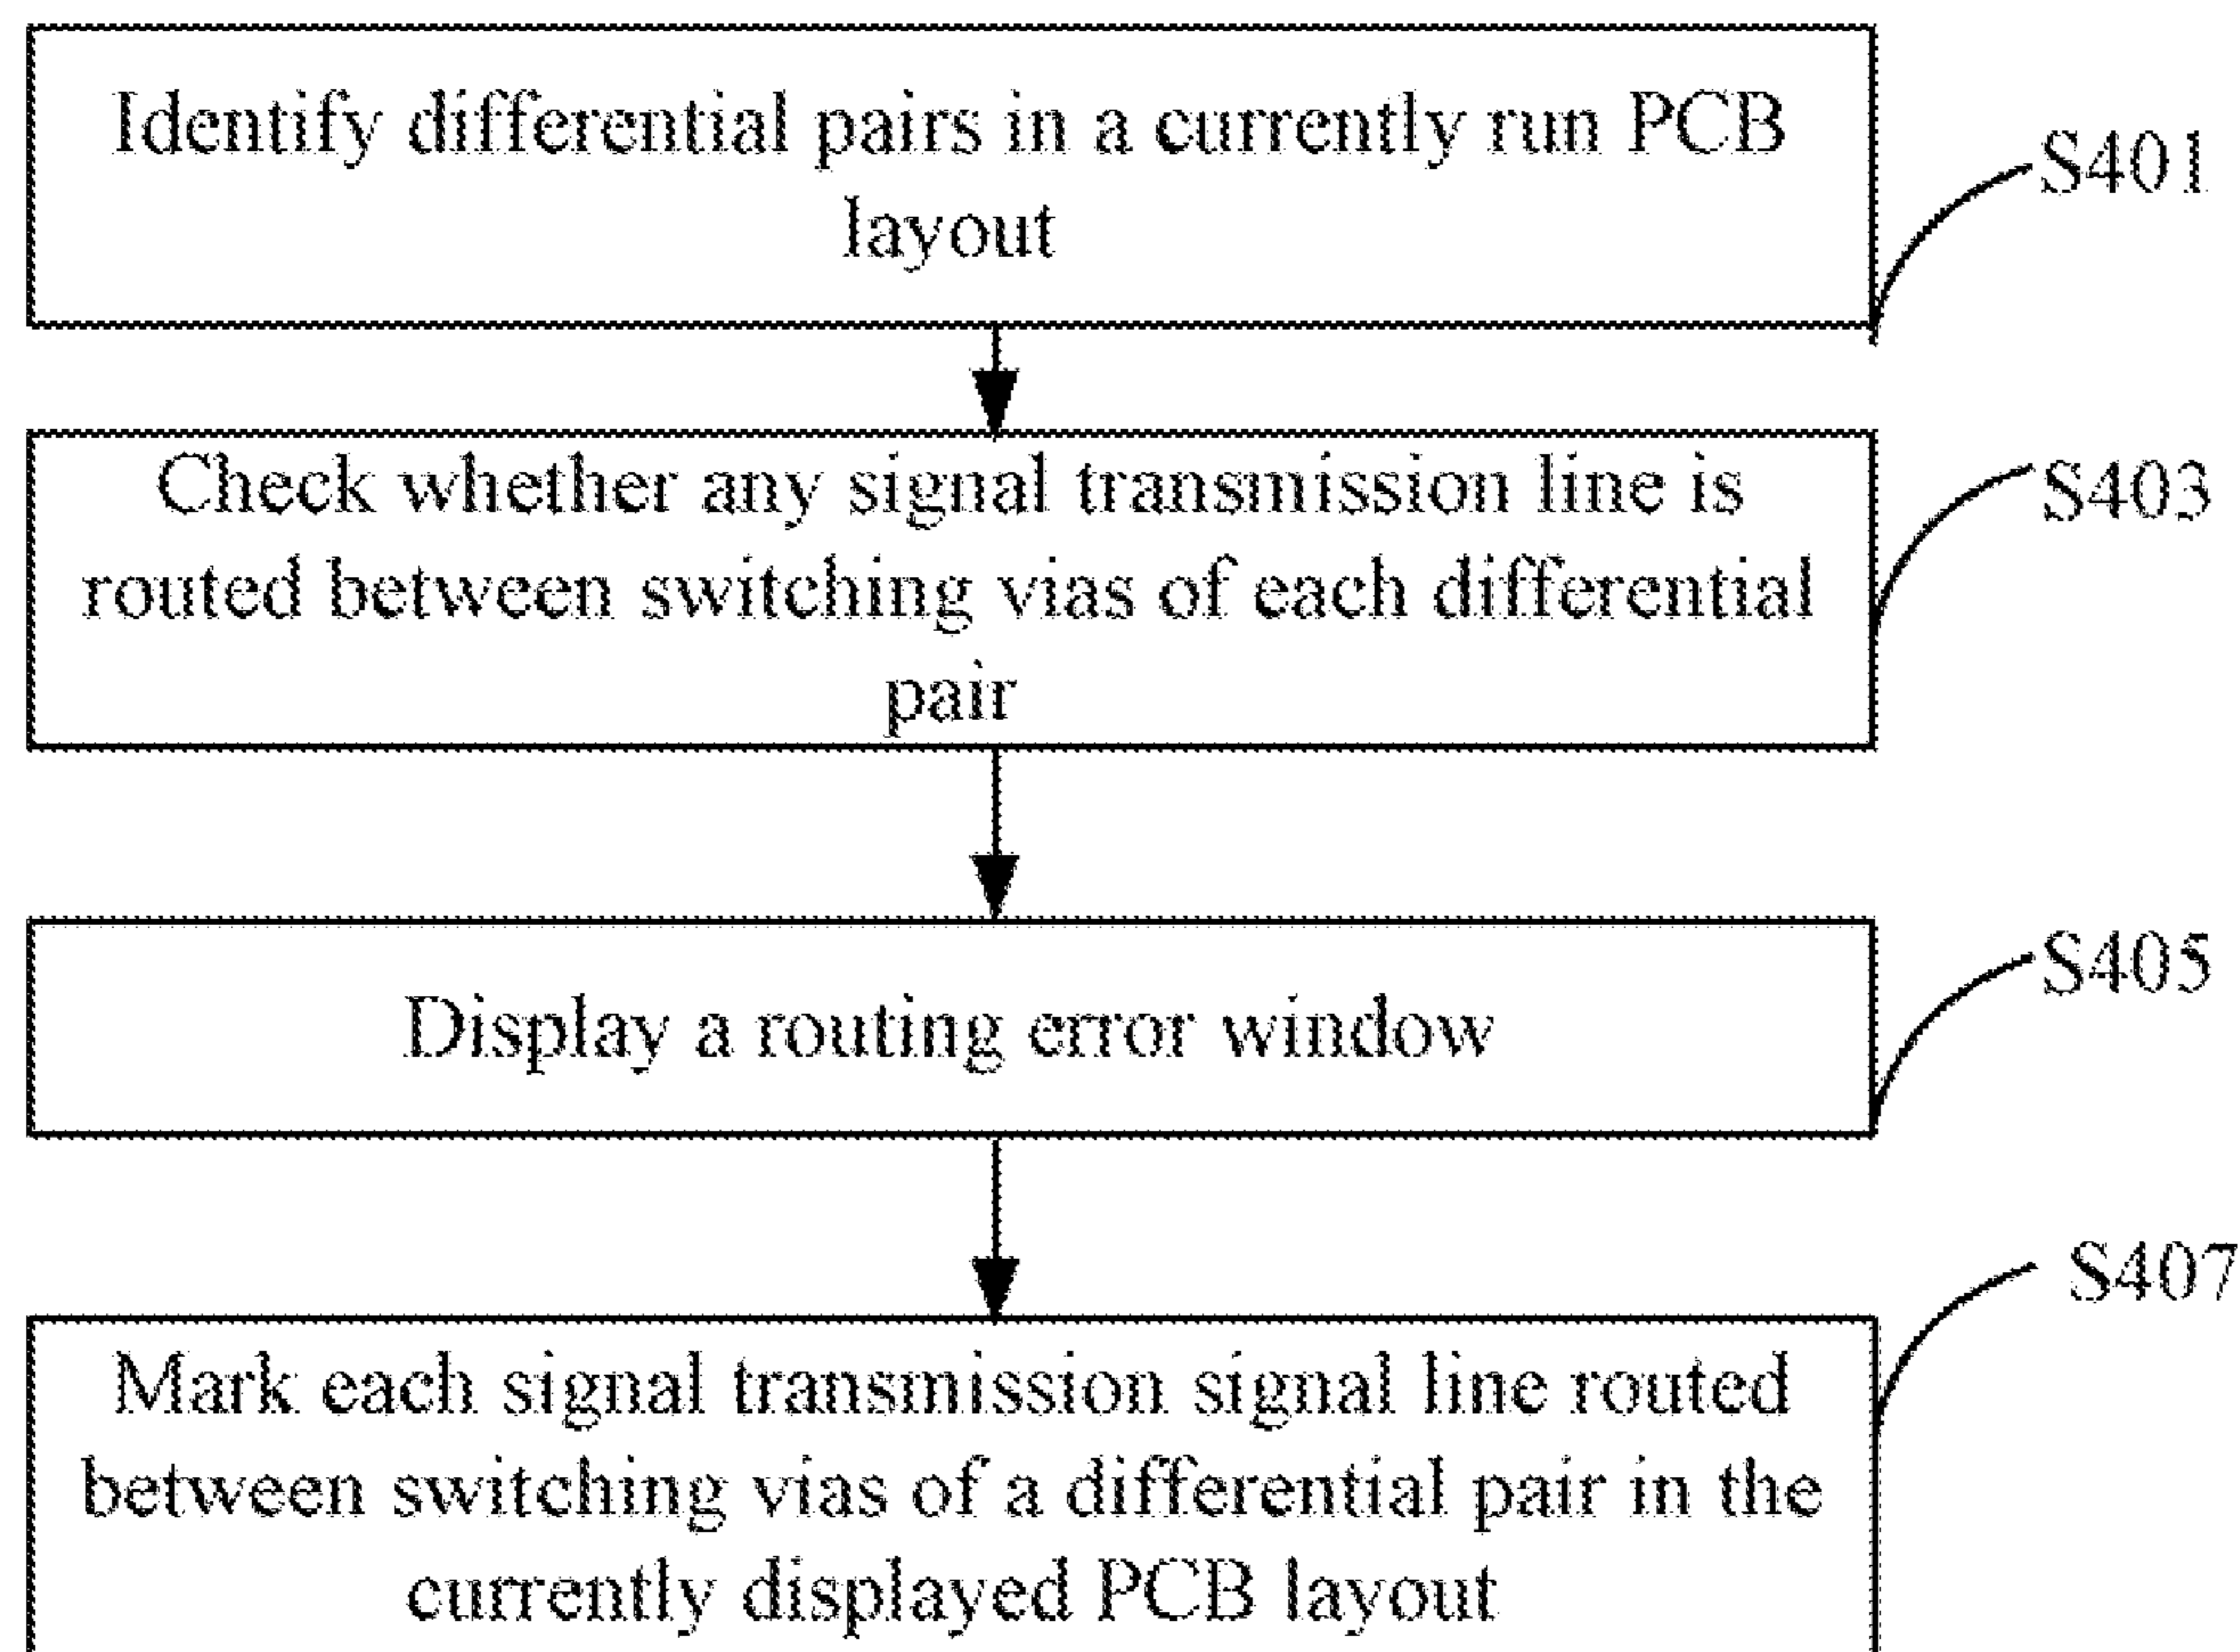 Identify differential pairs in a currently run PCB
layout
S401
Check whether any signal transmission line is
routed between switching vias of each differential
pair
S403
Display a routing error window
S405
Mark each signal transmission signal line routed
between switching vias of a differential pair in the
currently displayed PCB layout
S407